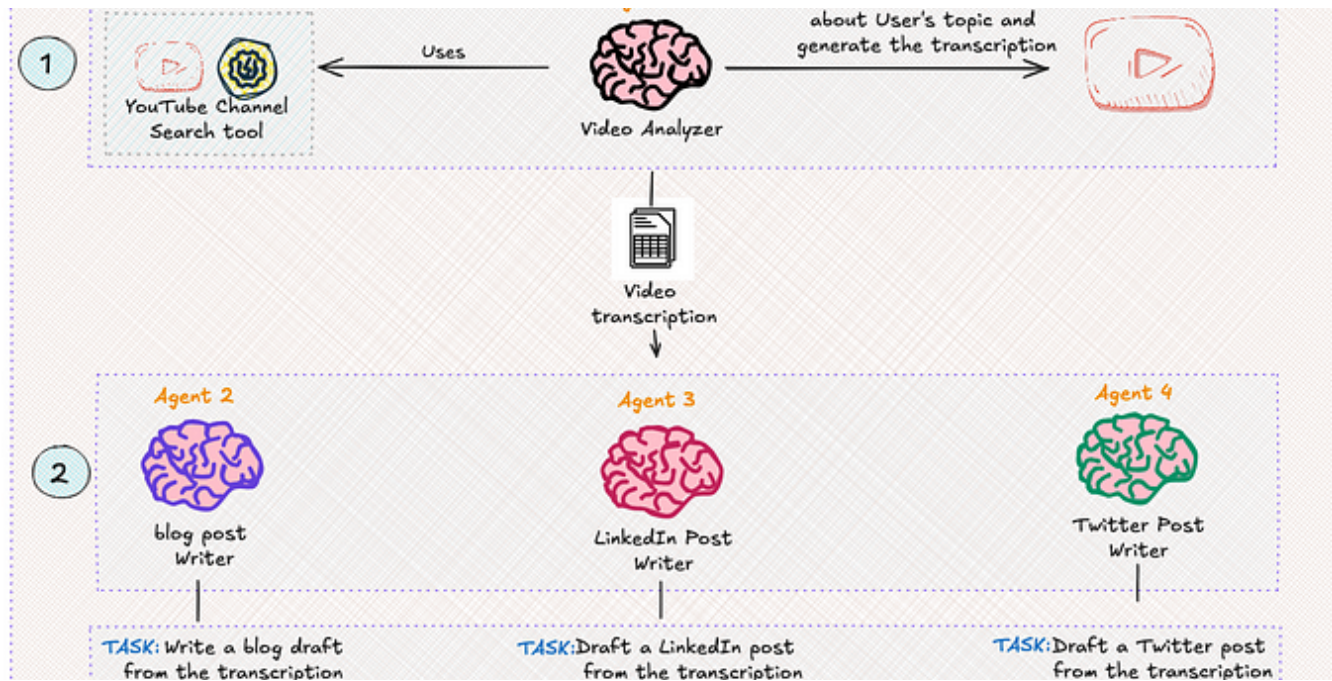 1
Uses
about User's topic and
generate the transcription
YouTube Channel
Search tool
Video Analyzer
Video
transcription
2
Agent 2
Agent 3
Agent 4
blog post
Writer
LinkedIn Post
Writer
Twitter Post
Writer
TASK: Write a blog draft
from the transcription
TASK:Draft a LinkedIn post
from the transcription
TASK:Draft a Twitter post
from the transcription